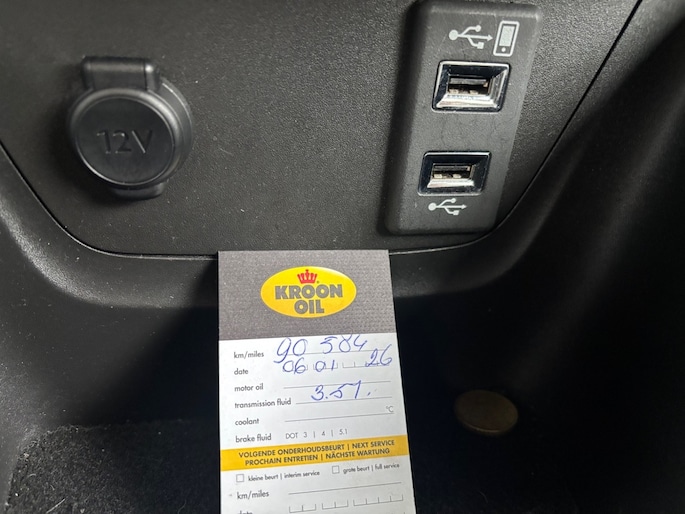 12V
KROON
OIL
km/miles 90 584
date 06 01 26
motor oil
transmission fluid 3.5l.
coolant °C
brake fluid DOT 3 | 4 | 5.1
VOLGENDE ONDERHOUDSBEURT | NEXT SERVICE
PROCHAIN ENTRETIEN | NÄCHSTE WARTUNG
kleine beurt | interim service grote beurt | full service
km/miles
date